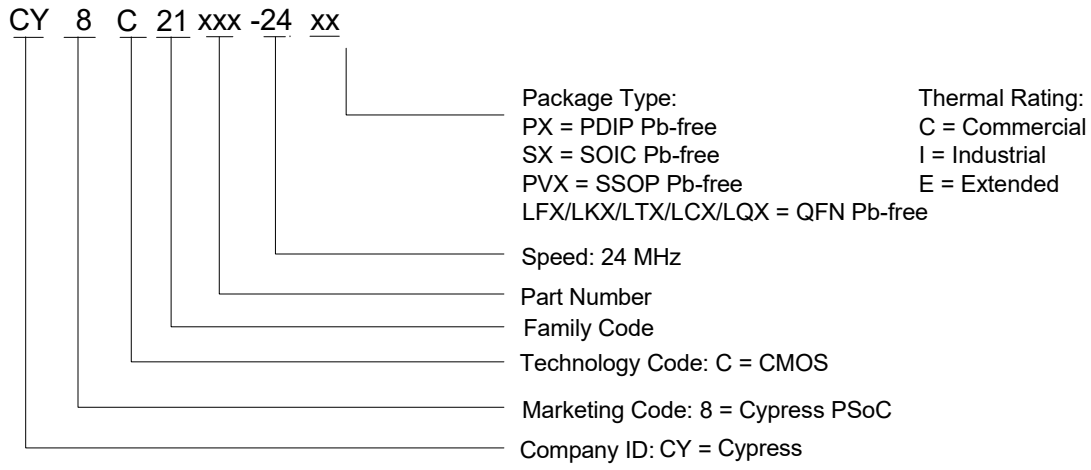 CY 8 C 21 xxx -24 xx
Package Type:
PX = PDIP Pb-free
SX = SOIC Pb-free
PVX = SSOP Pb-free
LFX/LKX/LTX/LCX/LQX = QFN Pb-free
Thermal Rating:
C = Commercial
I = Industrial
E = Extended
Speed: 24 MHz
Part Number
Family Code
Technology Code: C = CMOS
Marketing Code: 8 = Cypress PSoC
Company ID: CY = Cypress